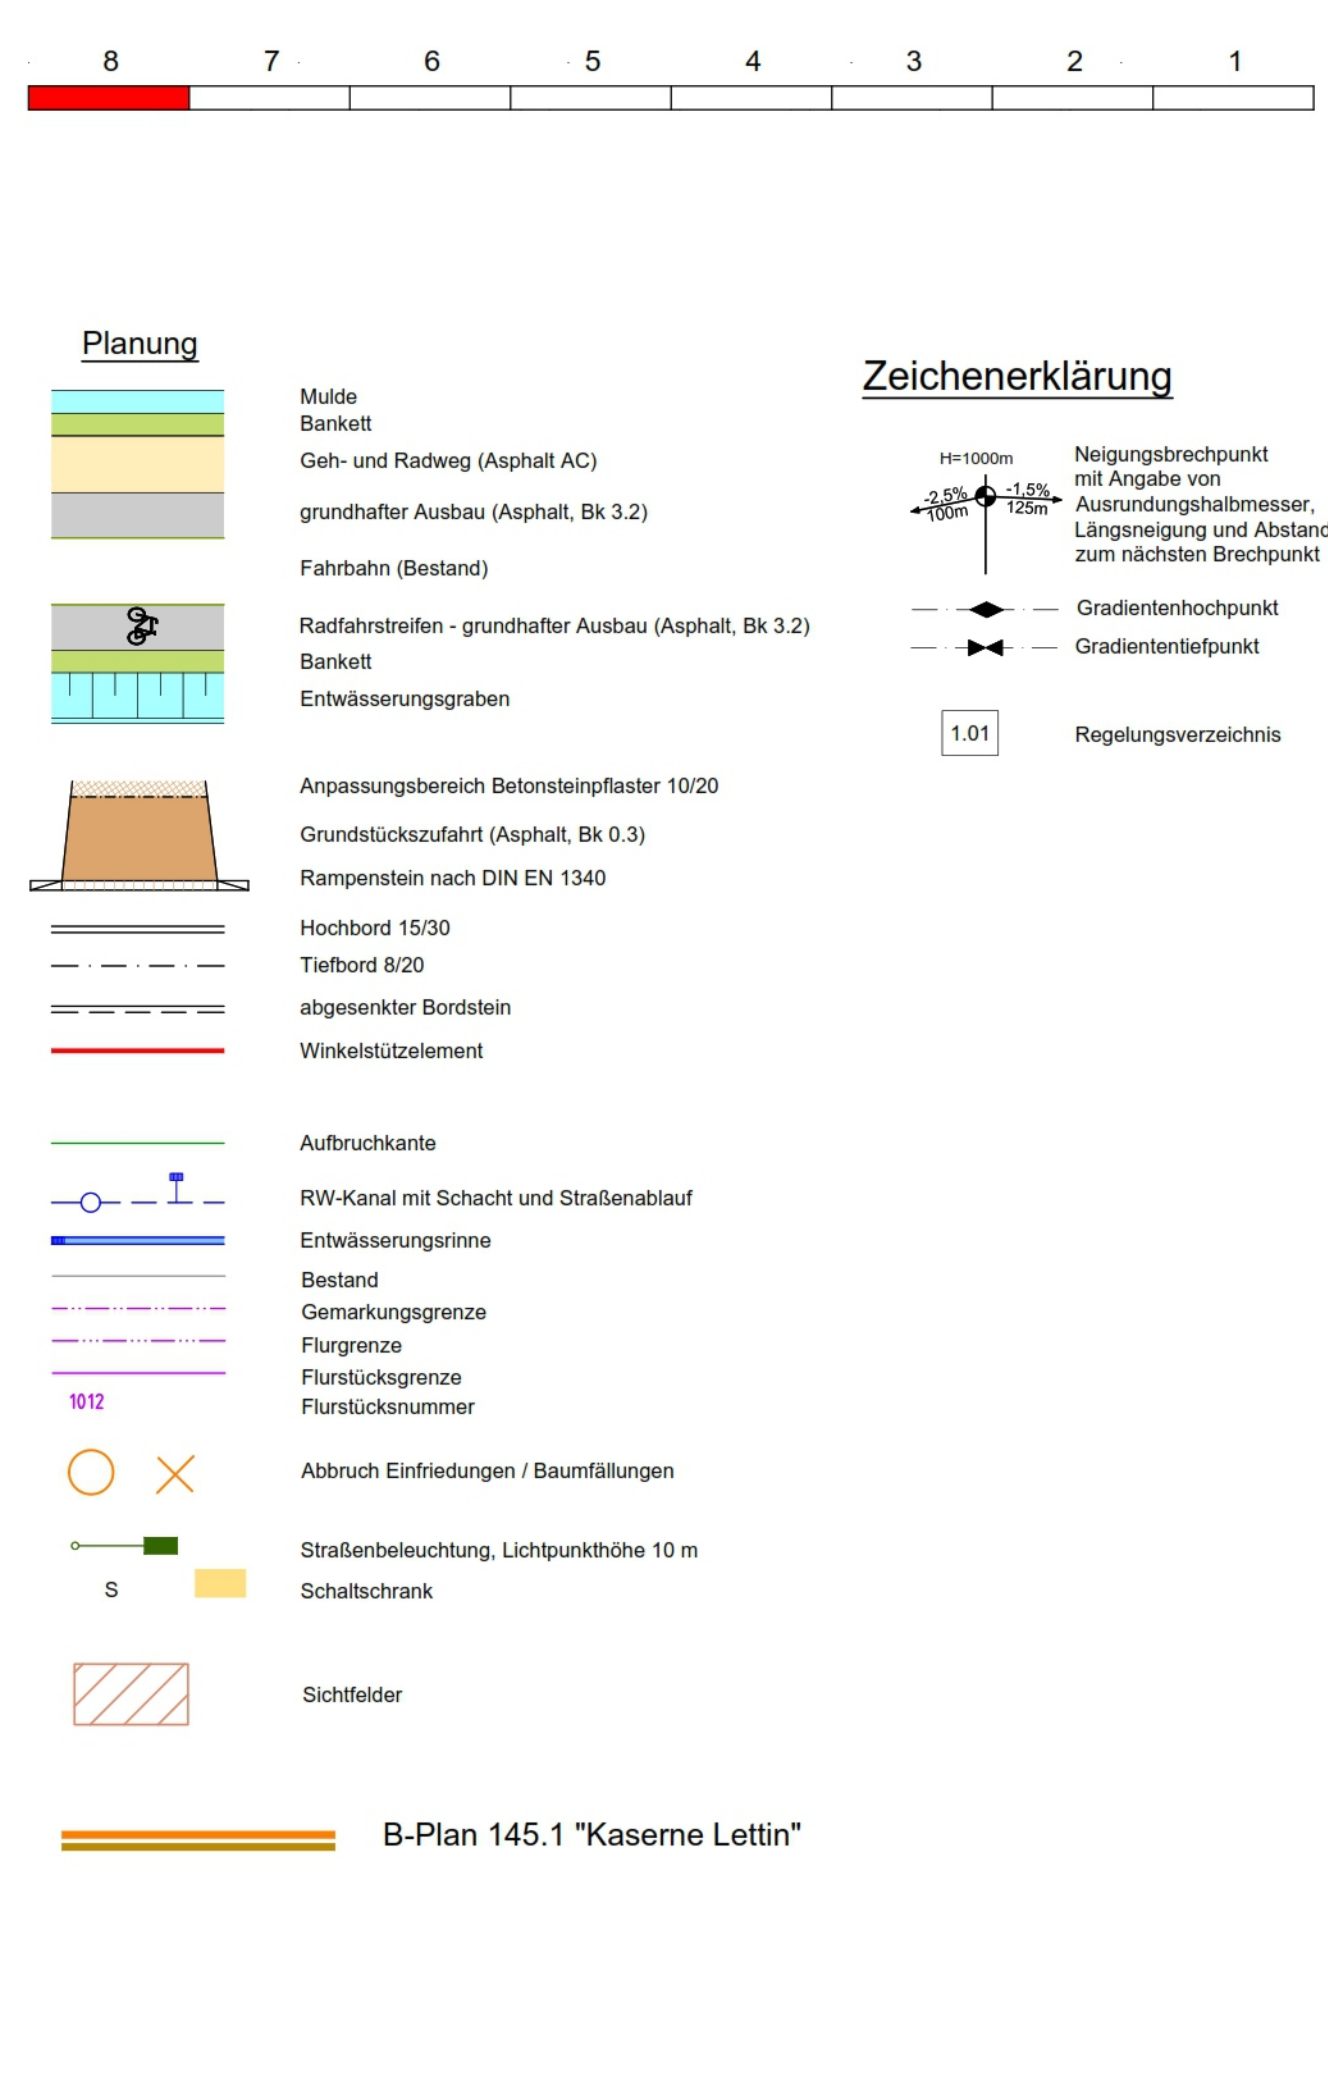 8 7 6 5 4 3 2 1
Planung
Mulde
Bankett
Geh- und Radweg (Asphalt AC)
grundhafter Ausbau (Asphalt, Bk 3.2)
Fahrbahn (Bestand)
Radfahrstreifen - grundhafter Ausbau (Asphalt, Bk 3.2)
Bankett
Entwässerungsgraben
Anpassungsbereich Betonsteinpflaster 10/20
Grundstückszufahrt (Asphalt, Bk 0.3)
Rampenstein nach DIN EN 1340
Hochbord 15/30
Tiefbord 8/20
abgesenkter Bordstein
Winkelstützelement
Aufbruchkante
RW-Kanal mit Schacht und Straßenablauf
Entwässerungsrinne
Bestand
Gemarkungsgrenze
Flurgrenze
Flurstücksgrenze
1012
Flurstücksnummer
Abbruch Einfriedungen / Baumfällungen
Straßenbeleuchtung, Lichtpunkthöhe 10 m
S
Schaltschrank
Sichtfelder
B-Plan 145.1 "Kaserne Lettin"
Zeichenerklärung
H=1000m
-2,5%
100m
-1,5%
125m
Neigungsbrechpunkt
mit Angabe von
Ausrundungshalbmesser,
Längsneigung und Abstand
zum nächsten Brechpunkt
Gradientenhochpunkt
Gradiententiefpunkt
1.01
Regelungsverzeichnis